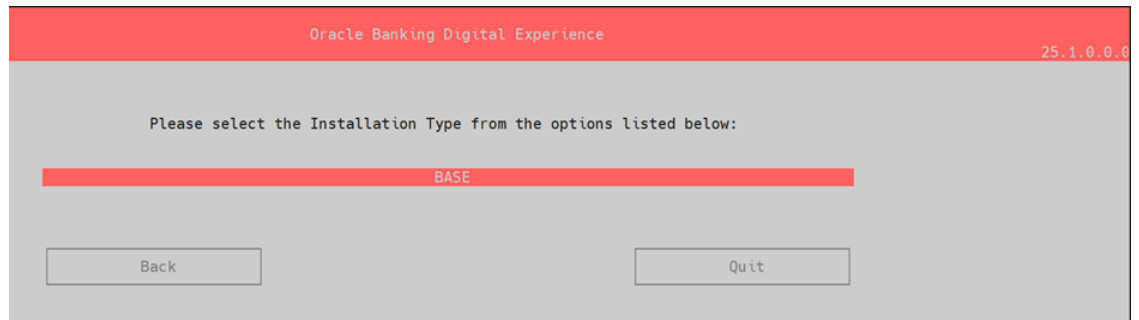 Oracle Banking Digital Experience
25.1.0.0.0
Please select the Installation Type from the options listed below:
BASE
Back
Quit